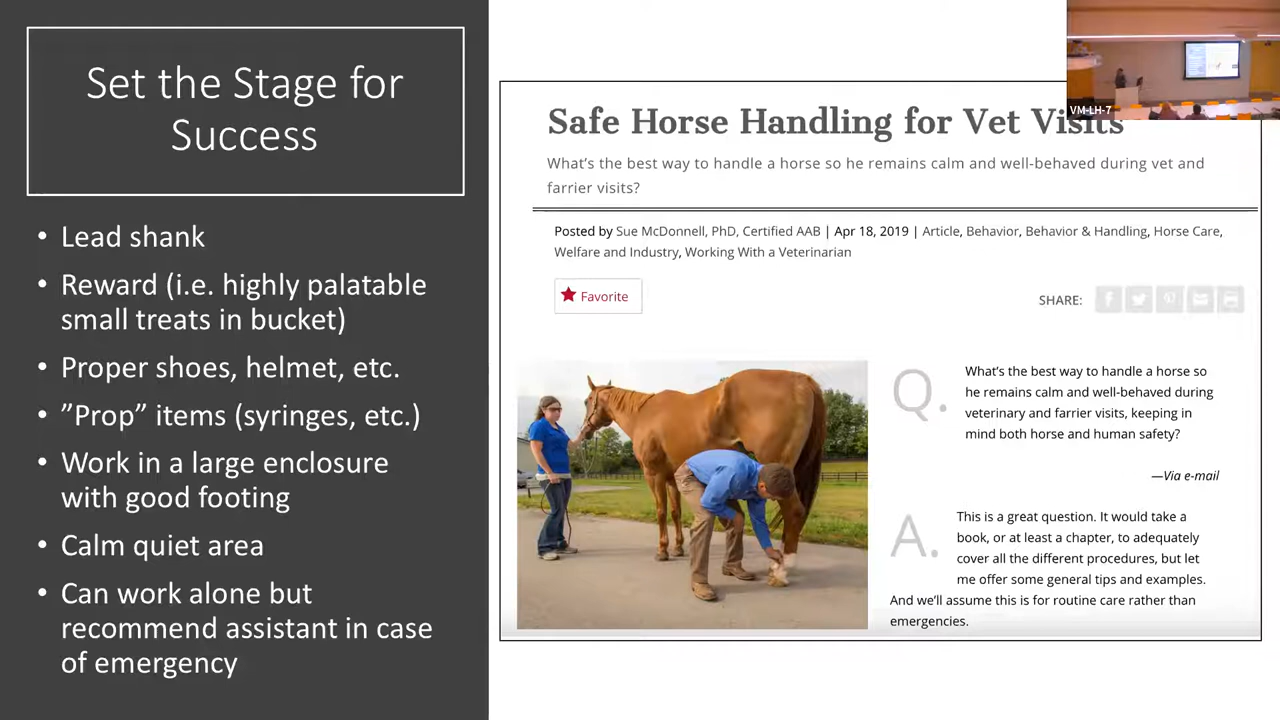 Set the Stage for
Success
• Lead shank
• Reward (i.e. highly palatable
small treats in bucket)
• Proper shoes, helmet, etc.
• ”Prop” items (syringes, etc.)
• Work in a large enclosure
with good footing
• Calm quiet area
• Can work alone but
recommend assistant in case
of emergency
VM-LH-7
Safe Horse Handling for Vet Visits
What’s the best way to handle a horse so he remains calm and well-behaved during vet and
farrier visits?
Posted by Sue McDonnell, PhD, Certified AAB | Apr 18, 2019 | Article, Behavior, Behavior & Handling, Horse Care,
Welfare and Industry, Working With a Veterinarian
Favorite
SHARE:
Q. What’s the best way to handle a horse so
he remains calm and well-behaved during
veterinary and farrier visits, keeping in
mind both horse and human safety?
—Via e-mail
A. This is a great question. It would take a
book, or at least a chapter, to adequately
cover all the different procedures, but let
me offer some general tips and examples.
And we’ll assume this is for routine care rather than
emergencies.